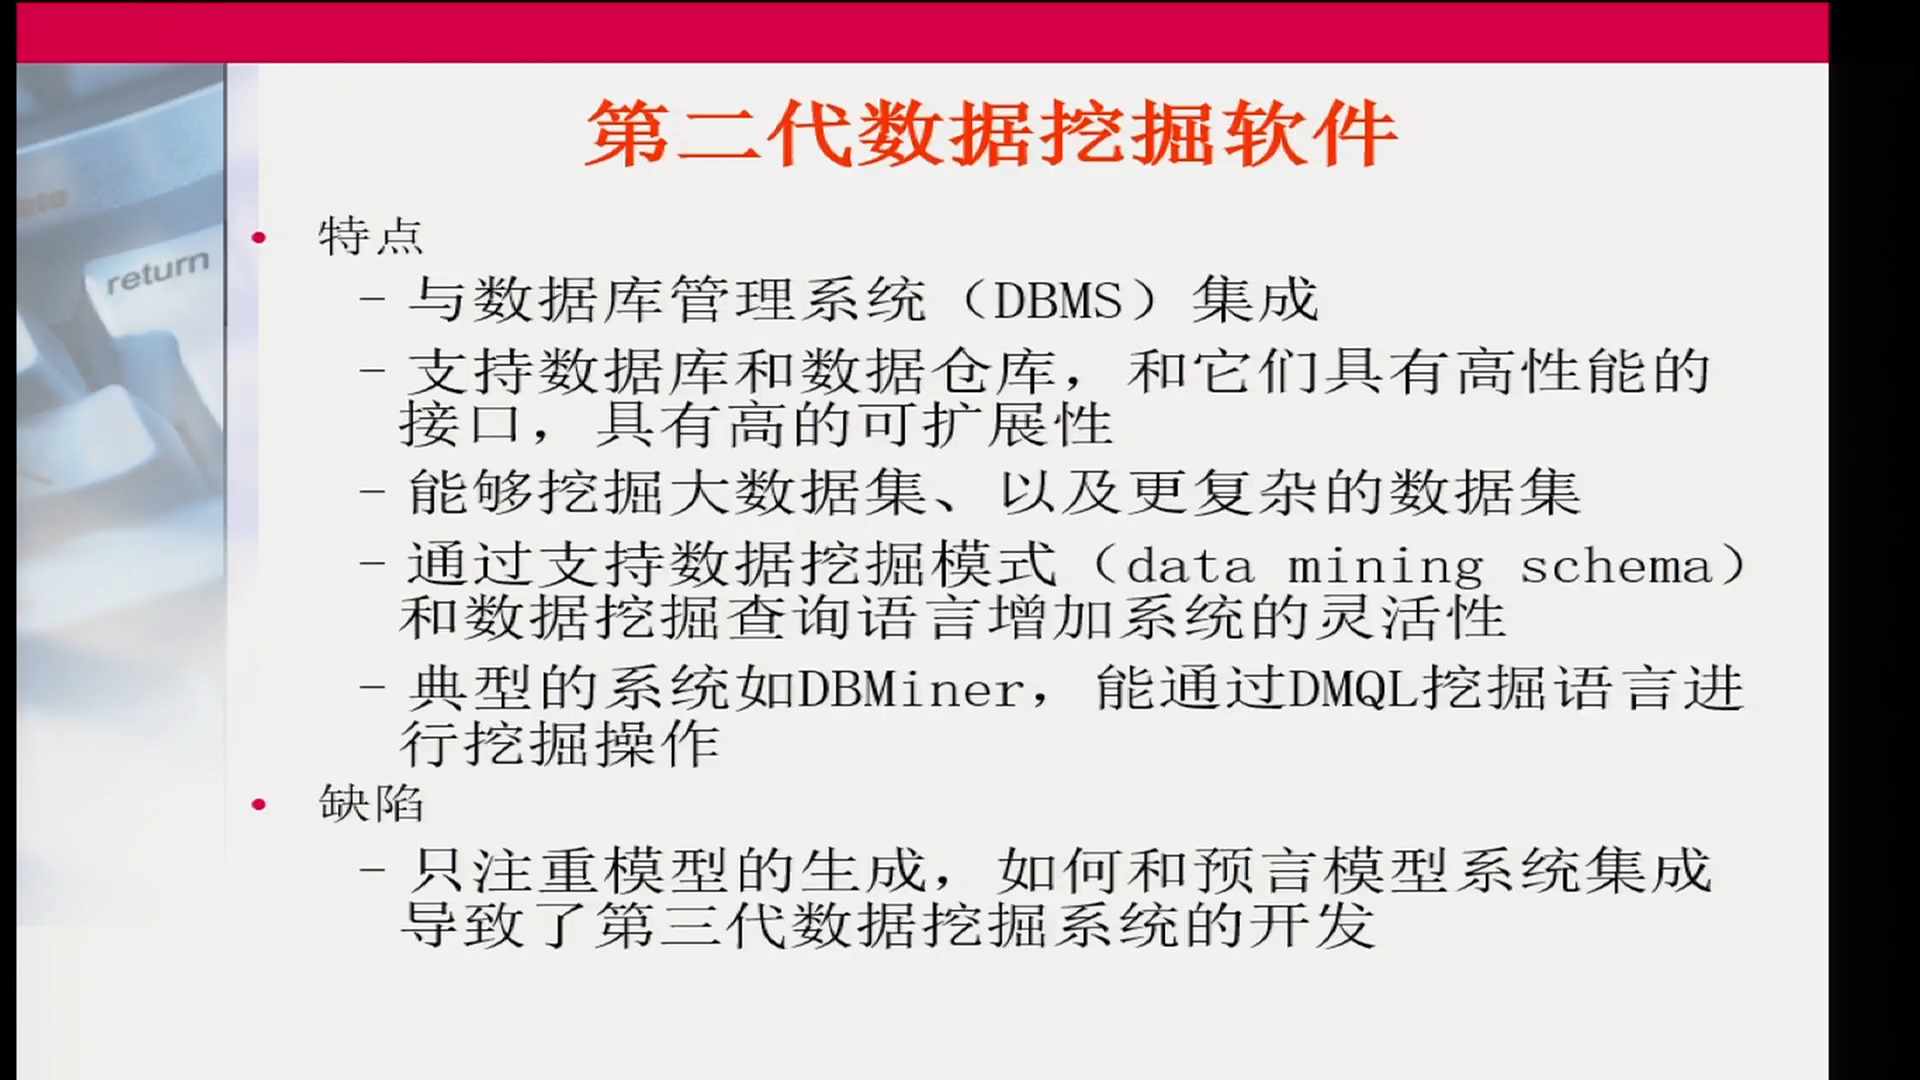 第二代数据挖掘软件
return
• 特点
– 与数据库管理系统（DBMS）集成
– 支持数据库和数据仓库，和它们具有高性能的
接口，具有高的可扩展性
– 能够挖掘大数据集、以及更复杂的数据集
– 通过支持数据挖掘模式（data mining schema）
和数据挖掘查询语言增加系统的灵活性
– 典型的系统如DBMiner，能通过DMQL挖掘语言进
行挖掘操作
• 缺陷
– 只注重模型的生成，如何和预言模型系统集成
导致了第三代数据挖掘系统的开发